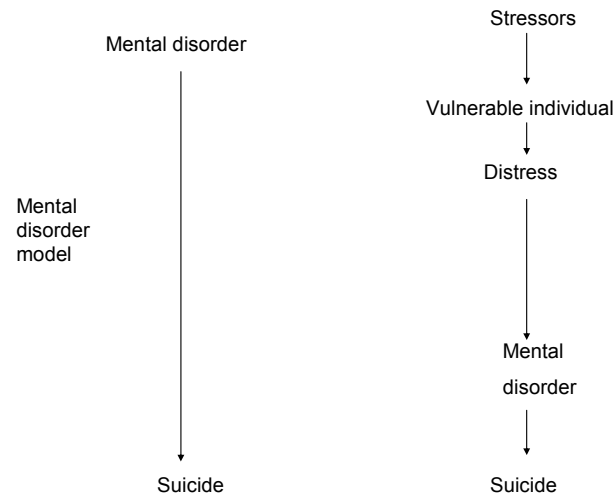 Stressors
Mental disorder
Vulnerable individual
Distress
Mental
disorder
model
Mental
disorder
Suicide
Suicide